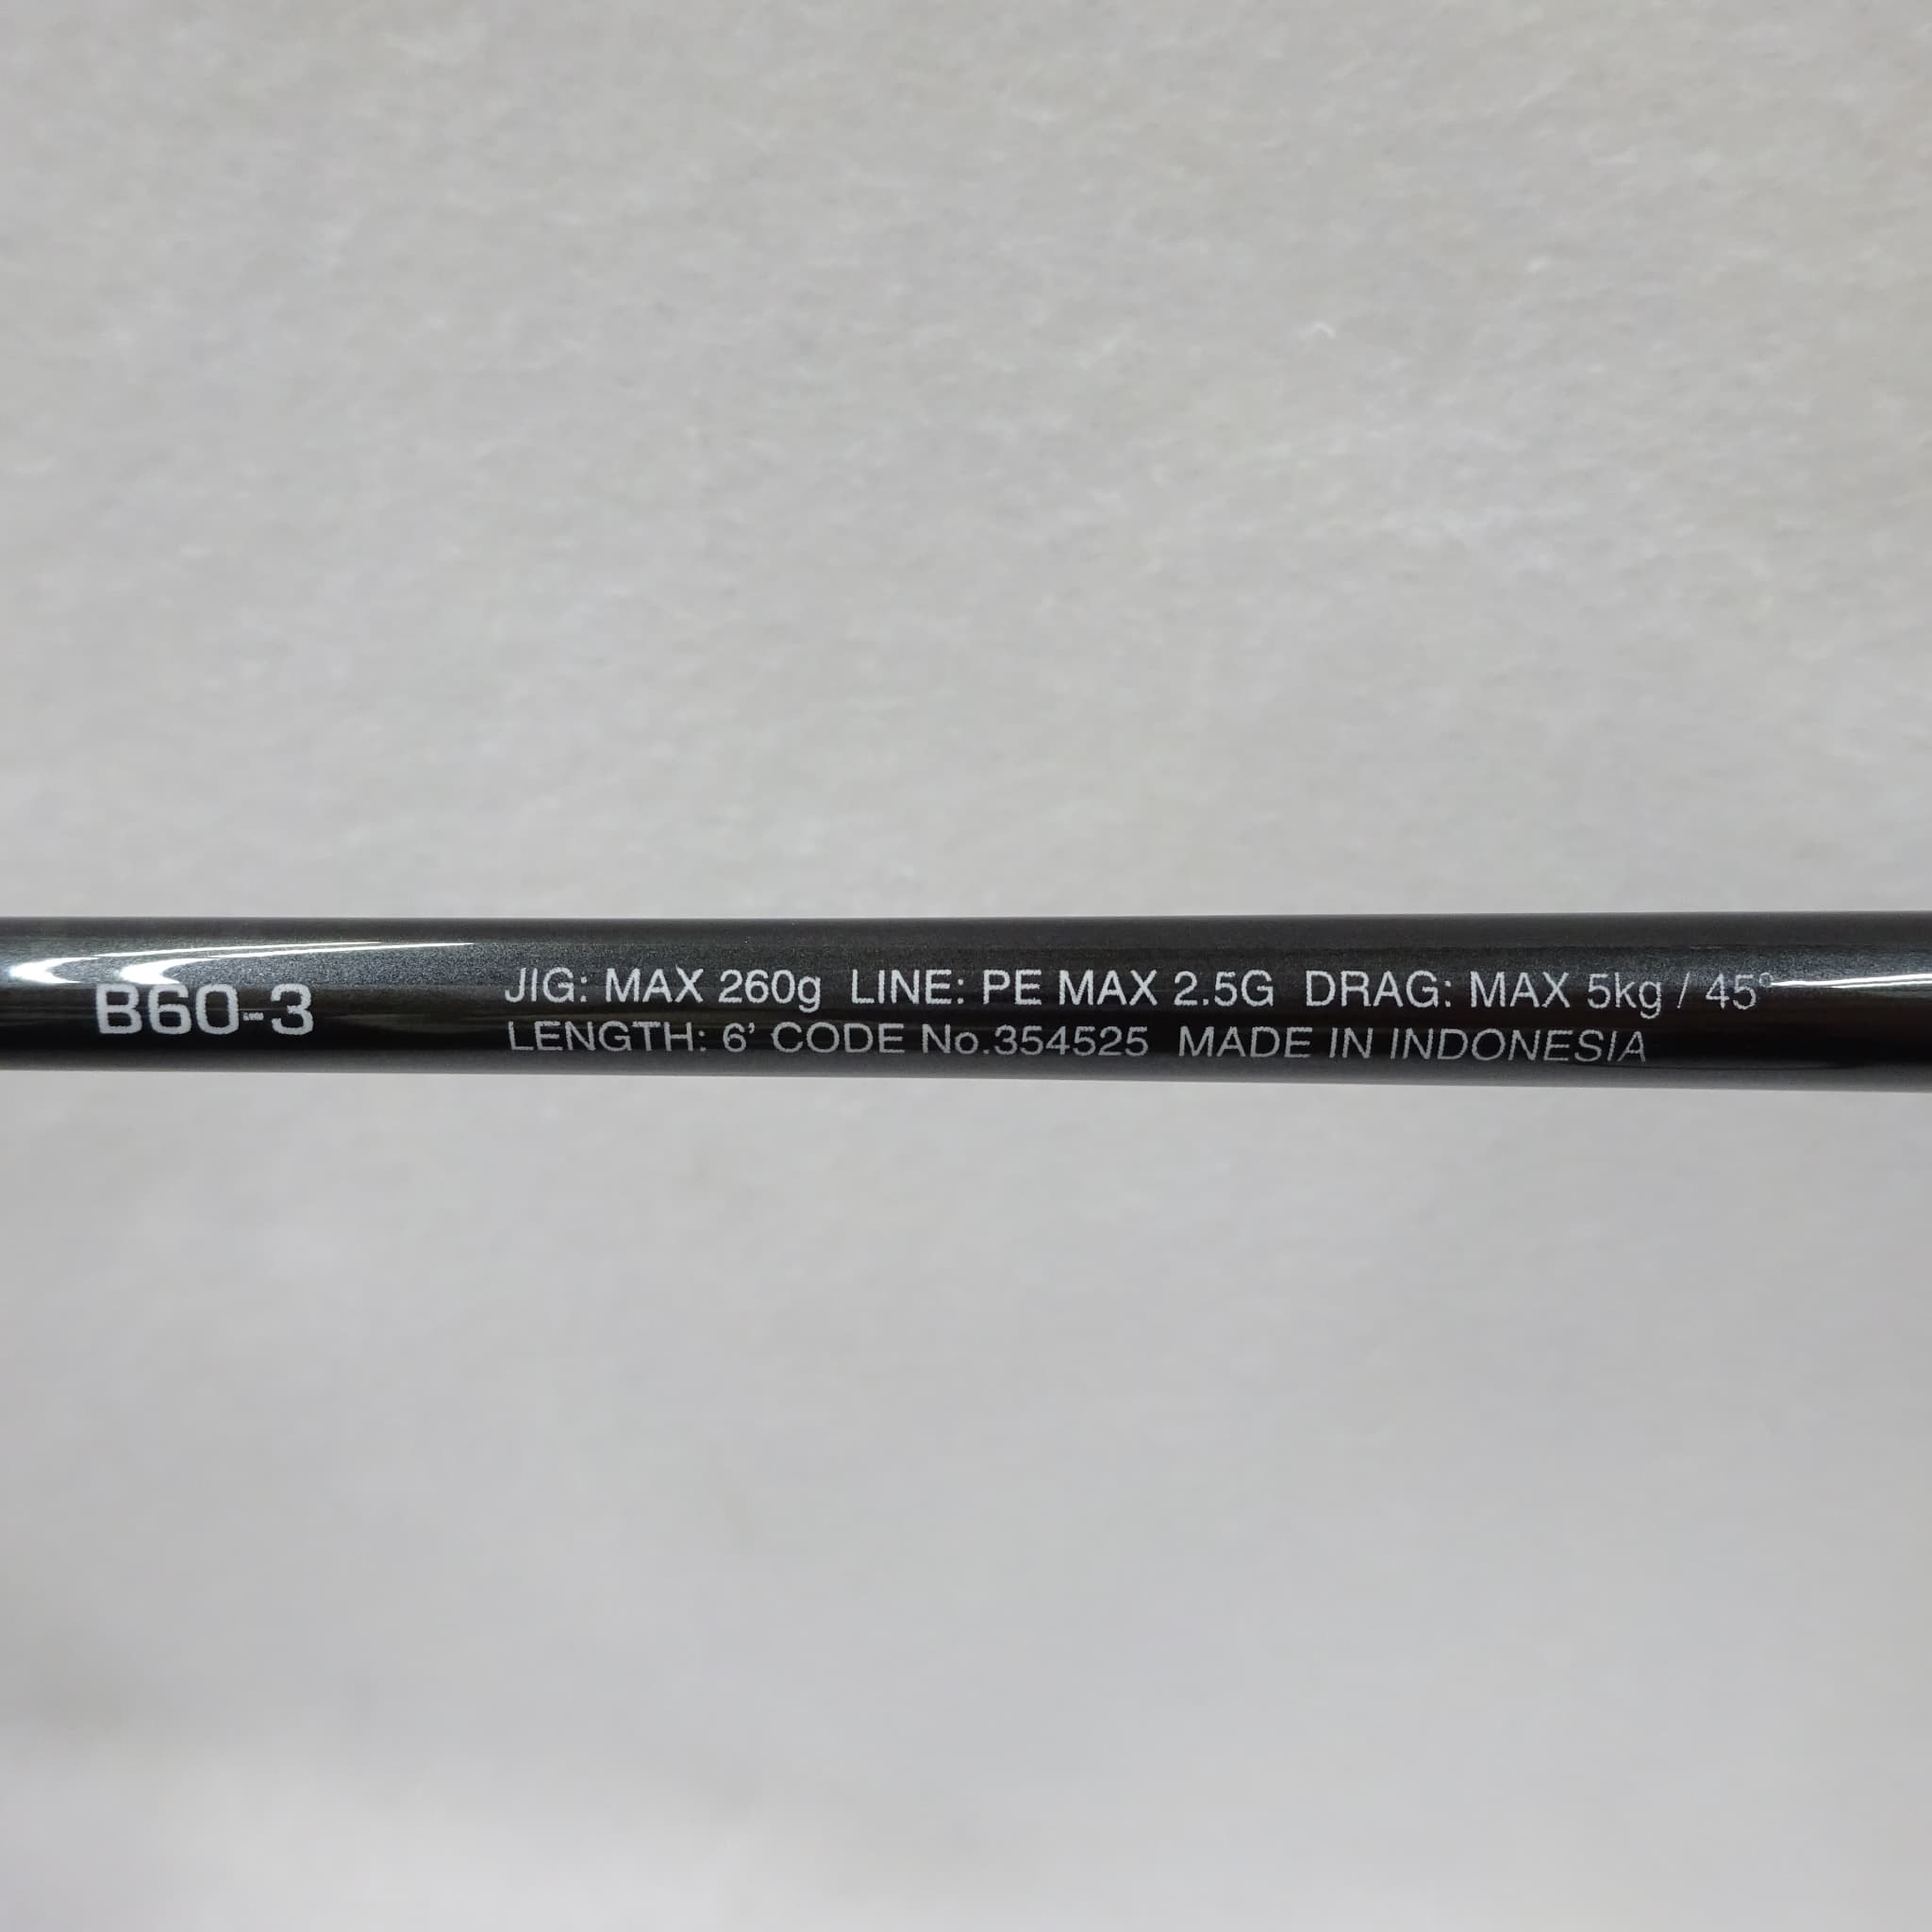 B60-3
JIG: MAX 260g LINE: PE MAX 2.5G DRAG: MAX 5kg / 45°
LENGTH: 6’ CODE No.354525 MADE IN INDONESIA